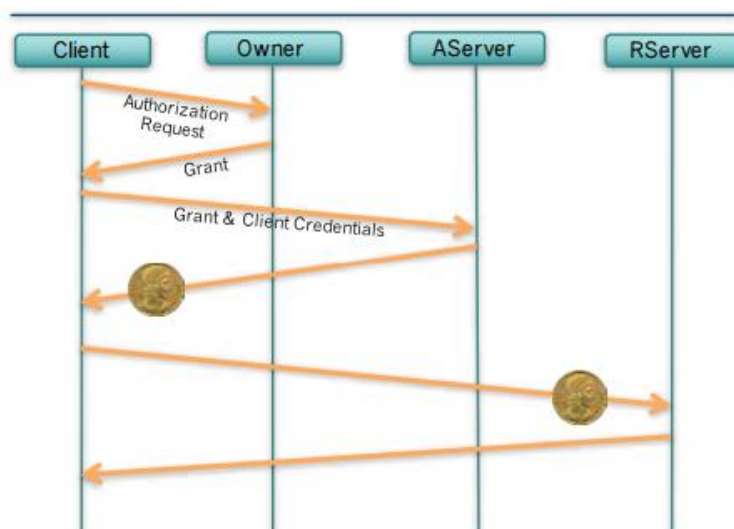 Client
Owner
AServer
RServer
Authorization
Request
Grant
Grant & Client Credentials